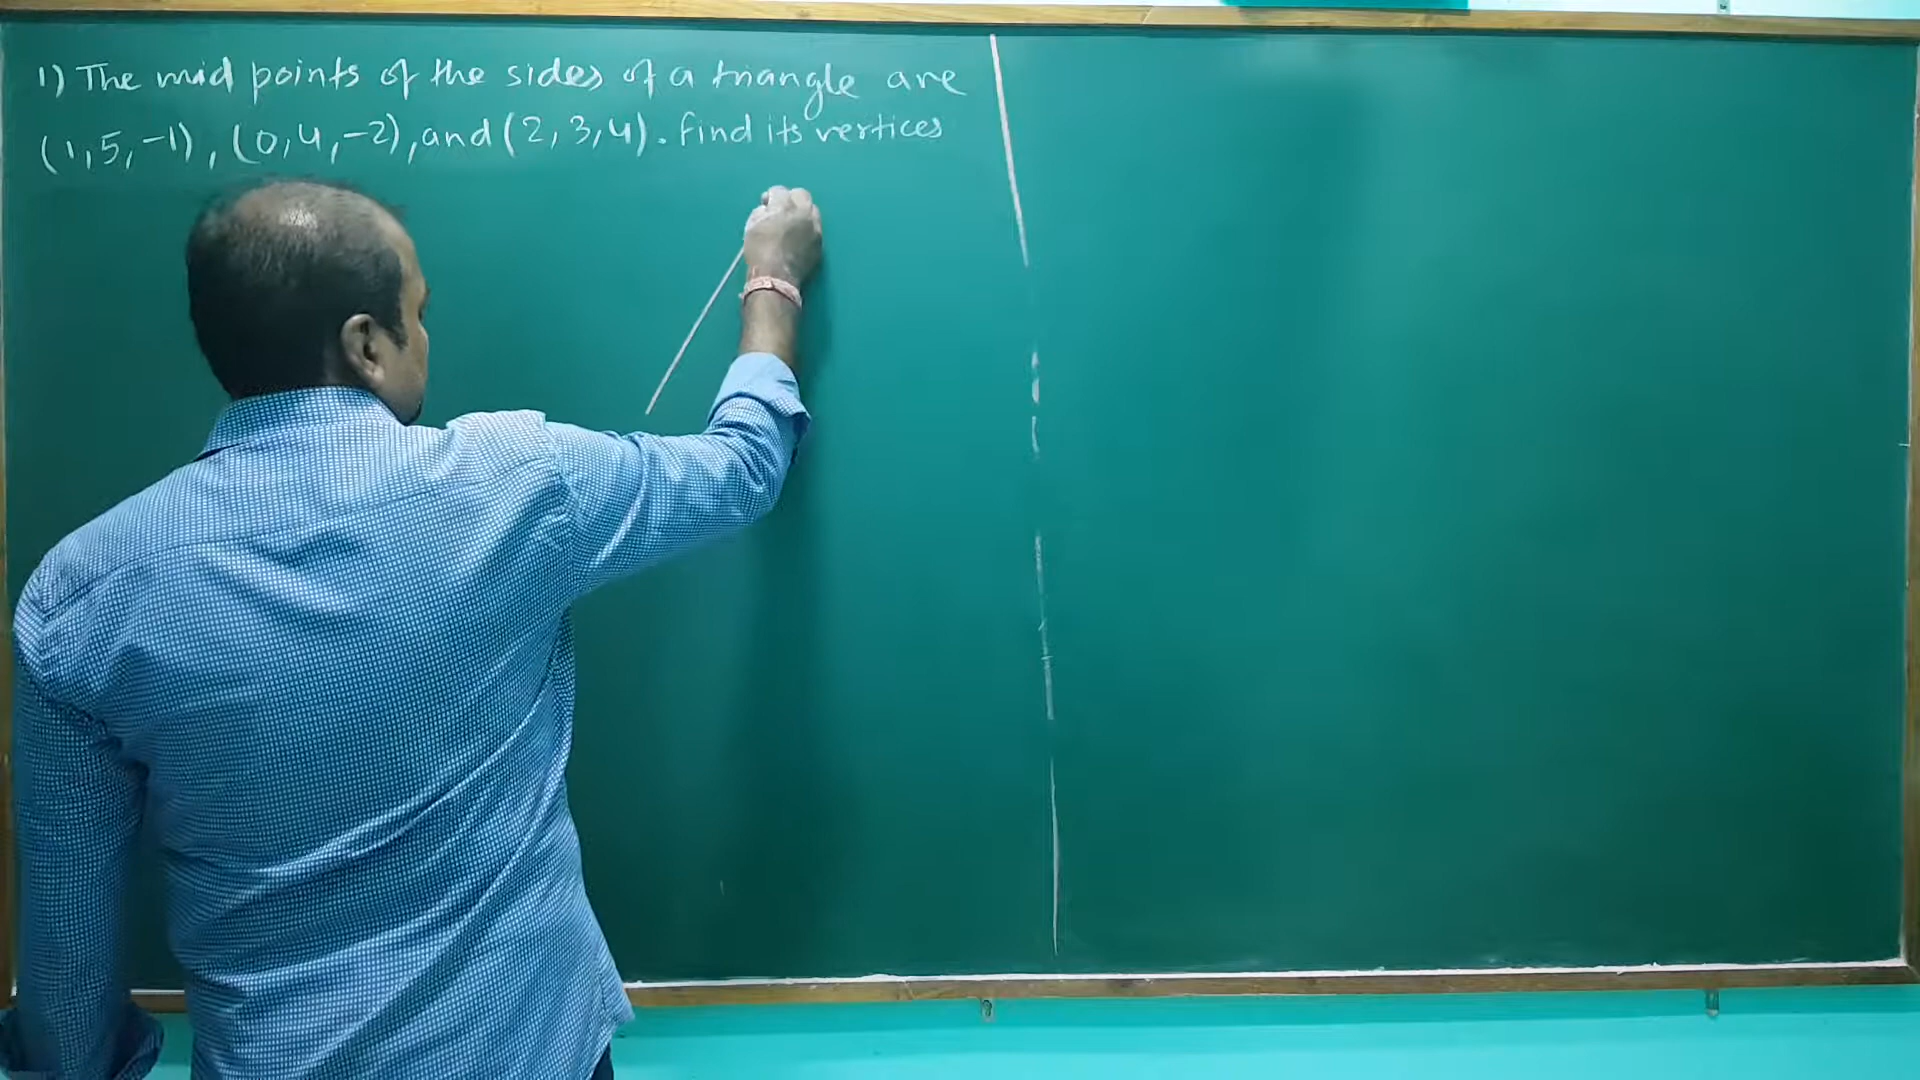 1) The mid points of the sides of a triangle are
(1,5,-1), (0,4,-2), and (2,3,4). Find its vertices